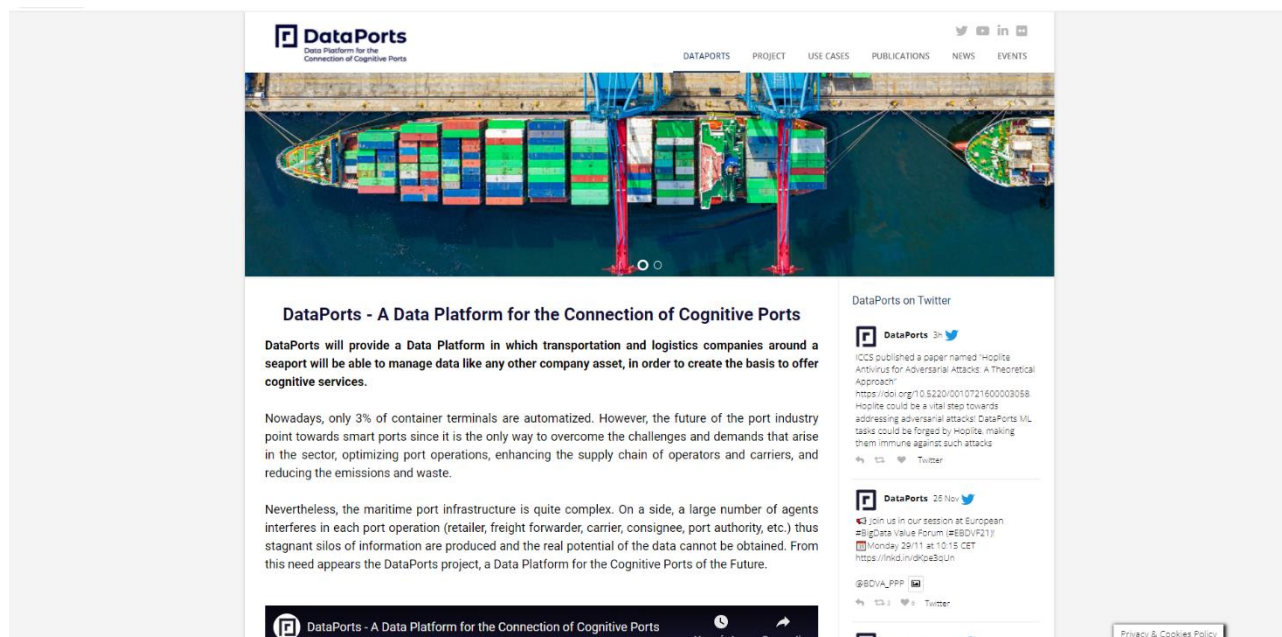 DataPorts
Data Platform for the
Connection of Cognitive Ports
DATAPORTS PROJECT USE CASES PUBLICATIONS NEWS EVENTS
DataPorts - A Data Platform for the Connection of Cognitive Ports
DataPorts will provide a Data Platform in which transportation and logistics companies around a
seaport will be able to manage data like any other company asset, in order to create the basis to offer
cognitive services.
Nowadays, only 3% of container terminals are automatized. However, the future of the port industry
point towards smart ports since it is the only way to overcome the challenges and demands that arise
in the sector, optimizing port operations, enhancing the supply chain of operators and carriers, and
reducing the emissions and waste.
Nevertheless, the maritime port infrastructure is quite complex. On a side, a large number of agents
interferes in each port operation (retailer, freight forwarder, carrier, consignee, port authority, etc.) thus
stagnant silos of information are produced and the real potential of the data cannot be obtained. From
this need appears the DataPorts project, a Data Platform for the Cognitive Ports of the Future.
DataPorts - A Data Platform for the Connection of Cognitive Ports
DataPorts on Twitter
DataPorts 3h
ICCS published a paper named "Hoplite
Antivirus for Adversarial Attacks: A Theoretical
Approach"
https://doi.org/10.5220/0010721600003058.
Hoplite could be a vital step towards
addressing adversarial attacks! DataPorts ML
tasks could be forged by Hoplite, making
them immune against such attacks
Twitter
DataPorts 26 Nov
Join us in our session at European
#BigData Value Forum (#EBDVF21)!
Monday 29/11 at 10:15 CET
https://lnkd.in/dKpe3qUn
@BDVA_PPP
Twitter
Privacy & Cookies Policy